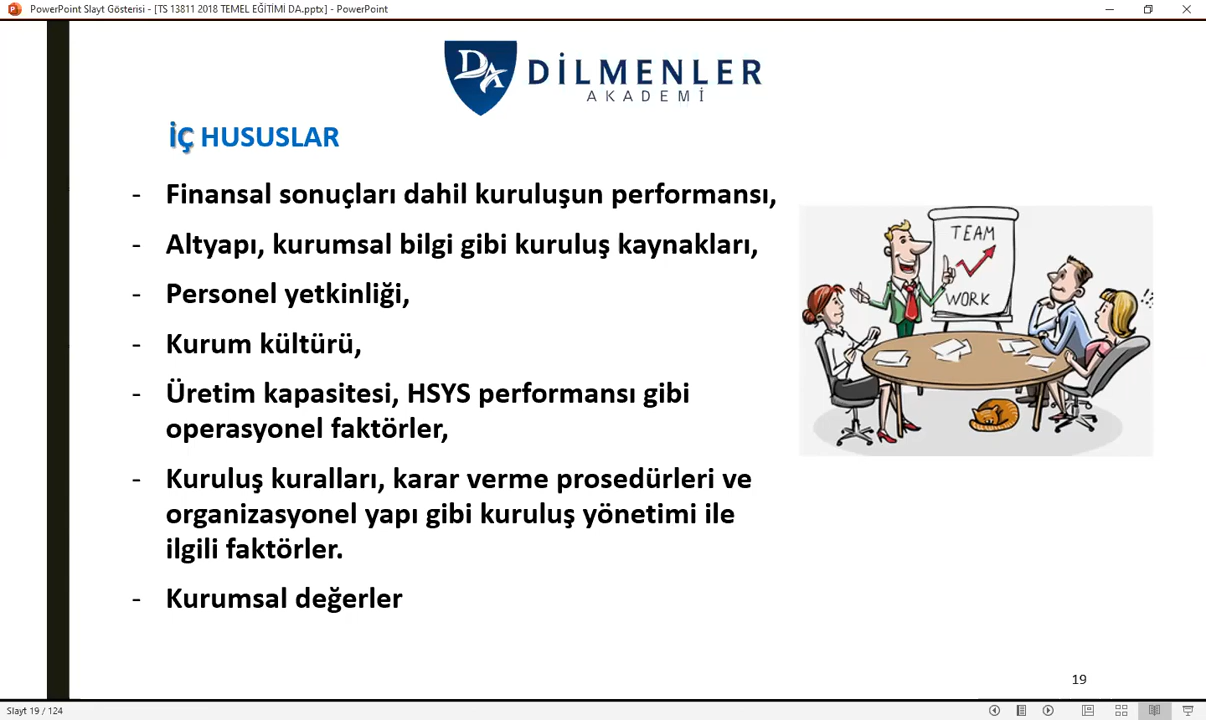 PowerPoint Slayt Gösterisi - [TS 13811 2018 TEMEL EĞİTİMİ DA.pptx] - PowerPoint
DA DİLMENLER
AKADEMİ
İÇ HUSUSLAR
- Finansal sonuçları dahil kuruluşun performansı,
- Altyapı, kurumsal bilgi gibi kuruluş kaynakları,
- Personel yetkinliği,
- Kurum kültürü,
- Üretim kapasitesi, HSYS performansı gibi
operasyonel faktörler,
- Kuruluş kuralları, karar verme prosedürleri ve
organizasyonel yapı gibi kuruluş yönetimi ile
ilgili faktörler.
- Kurumsal değerler
TEAM
WORK
19
Slayt 19 / 124